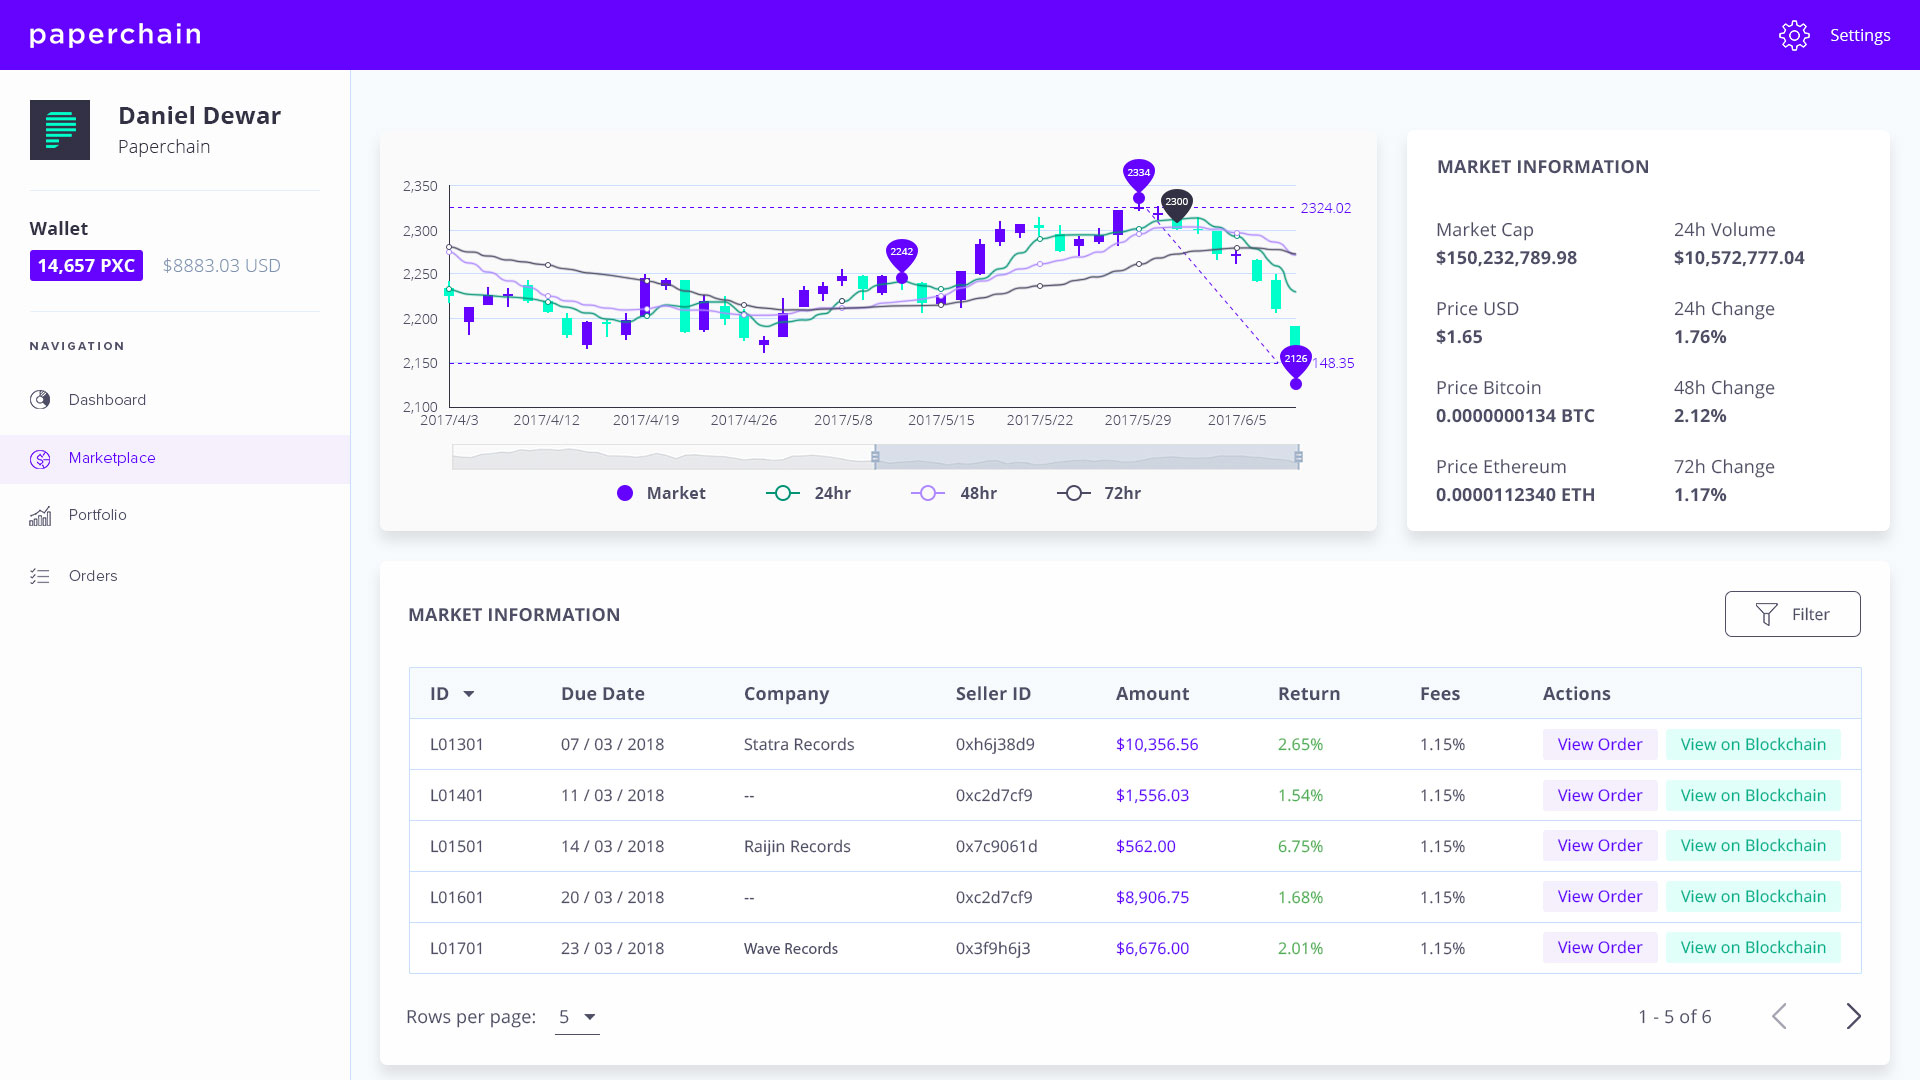 paperchain
Settings
Daniel Dewar
Paperchain
Wallet
14,657 PXC $8883.03 USD
NAVIGATION
Dashboard
Marketplace
Portfolio
Orders
2,350
2,300
2,250
2,200
2,150
2,100
2334
2300
2242
2126
2324.02
148.35
2017/4/3 2017/4/12 2017/4/19 2017/4/26 2017/5/8 2017/5/15 2017/5/22 2017/5/29 2017/6/5
Market 24hr 48hr 72hr
MARKET INFORMATION
Market Cap 24h Volume
$150,232,789.98 $10,572,777.04
Price USD 24h Change
$1.65 1.76%
Price Bitcoin 48h Change
0.0000000134 BTC 2.12%
Price Ethereum 72h Change
0.0000112340 ETH 1.17%
MARKET INFORMATION
Filter
ID Due Date Company Seller ID Amount Return Fees Actions
L01301 07 / 03 / 2018 Statra Records 0xh6j38d9 $10,356.56 2.65% 1.15% View Order View on Blockchain
L01401 11 / 03 / 2018 -- 0xc2d7cf9 $1,556.03 1.54% 1.15% View Order View on Blockchain
L01501 14 / 03 / 2018 Raijin Records 0x7c9061d $562.00 6.75% 1.15% View Order View on Blockchain
L01601 20 / 03 / 2018 -- 0xc2d7cf9 $8,906.75 1.68% 1.15% View Order View on Blockchain
L01701 23 / 03 / 2018 Wave Records 0x3f9h6j3 $6,676.00 2.01% 1.15% View Order View on Blockchain
Rows per page: 5
1 - 5 of 6